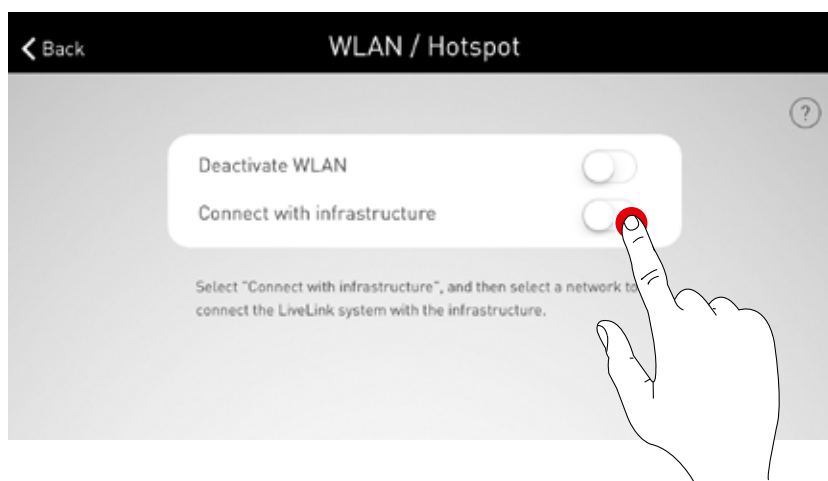 Back
WLAN / Hotspot
?
Deactivate WLAN
Connect with infrastructure
Select "Connect with infrastructure", and then select a network to
connect the LiveLink system with the infrastructure.